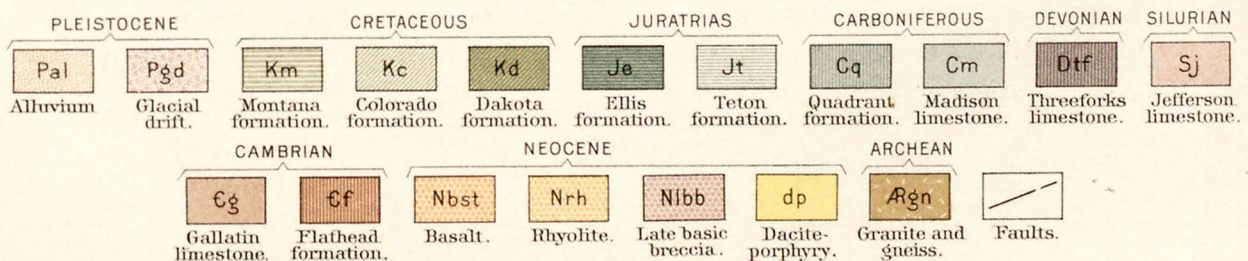 PLEISTOCENE CRETACEOUS JURATRIAS CARBONIFEROUS DEVONIAN SILURIAN
Pal Pgd Km Kc Kd Je Jt Cq Cm Dtf Sj
Alluvium Glacial Montana Colorado Dakota Ellis Teton Quadrant Madison Threeforks Jefferson
drift. formation. formation. formation. formation. formation. formation. limestone. limestone. limestone.
CAMBRIAN NEOCENE ARCHEAN
Єg Єf Nbst Nrh Nlbb dp ÆRgn
Gallatin Flathead Basalt. Rhyolite. Late basic Dacite- Granite and Faults.
limestone. formation. breccia. porphyry. gneiss.